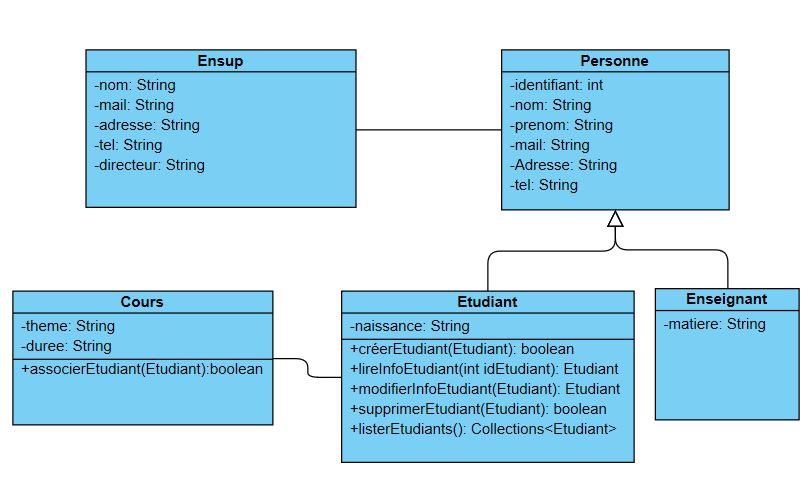 Ensup
-nom: String
-mail: String
-adresse: String
-tel: String
-directeur: String
Personne
-identifiant: int
-nom: String
-prenom: String
-mail: String
-Adresse: String
-tel: String
Cours
-theme: String
-duree: String
+associerEtudiant(Etudiant):boolean
Etudiant
-naissance: String
+créerEtudiant(Etudiant): boolean
+lireInfoEtudiant(int idEtudiant): Etudiant
+modifierInfoEtudiant(Etudiant): Etudiant
+supprimerEtudiant(Etudiant): boolean
+listerEtudiants(): Collections<Etudiant>
Enseignant
-matiere: String